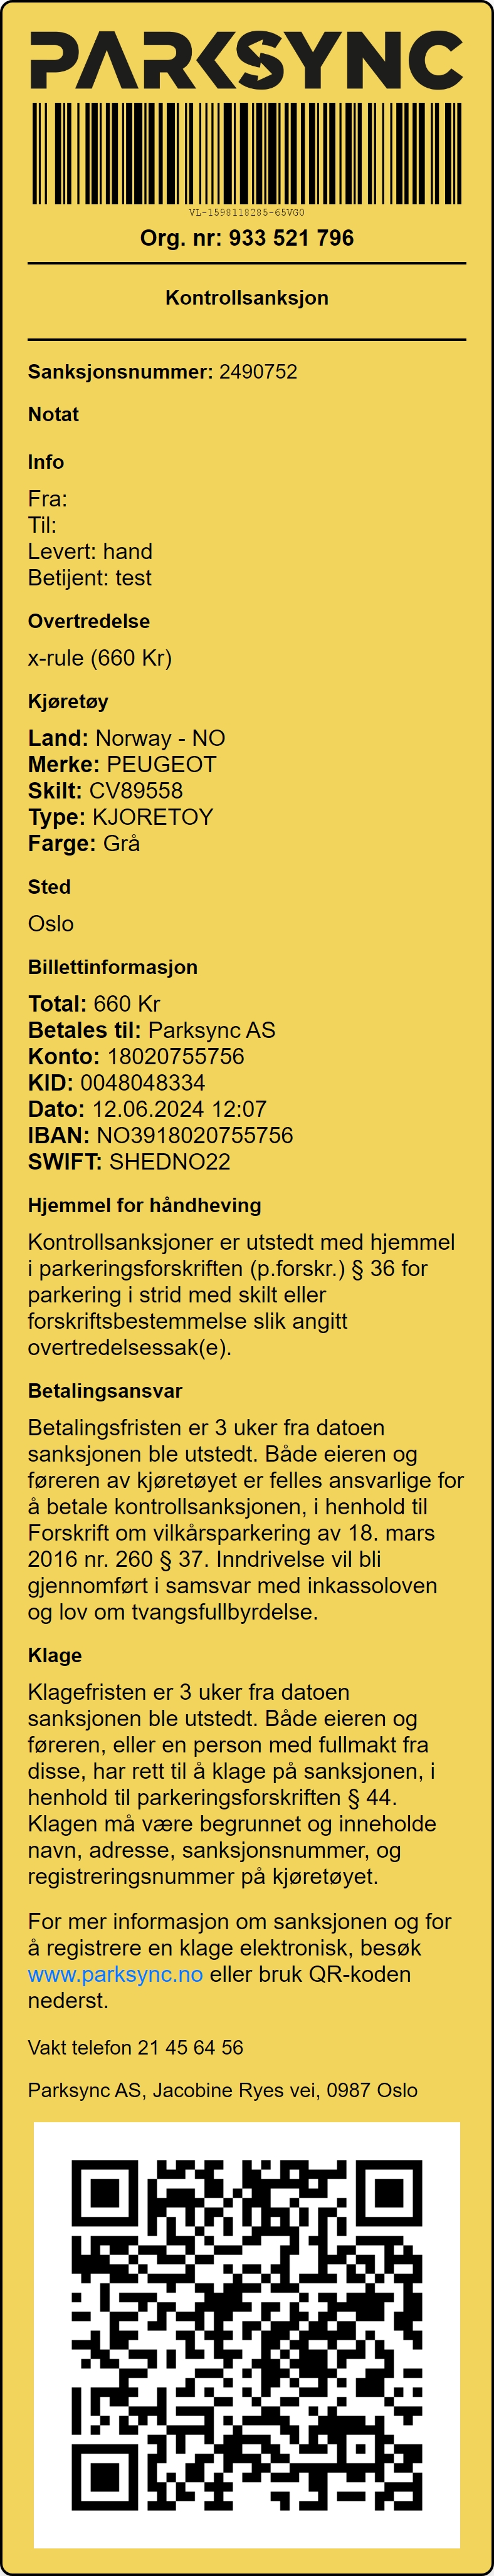 PARKSYNC
VL-1598118285-65VGO
Org. nr: 933 521 796
Kontrollsanksjon
Sanksjonsnummer: 2490752
Notat
Info
Fra:
Til:
Levert: hand
Betijent: test
Overtredelse
x-rule (660 Kr)
Kjøretøy
Land: Norway - NO
Merke: PEUGEOT
Skilt: CV89558
Type: KJORETOY
Farge: Grå
Sted
Oslo
Billettinformasjon
Total: 660 Kr
Betales til: Parksync AS
Konto: 18020755756
KID: 0048048334
Dato: 12.06.2024 12:07
IBAN: NO3918020755756
SWIFT: SHEDNO22
Hjemmel for håndheving
Kontrollsanksjoner er utstedt med hjemmel
i parkeringsforskriften (p.forskr.) § 36 for
parkering i strid med skilt eller
forskriftsbestemmelse slik angitt
overtredelsessak(e).
Betalingsansvar
Betalingsfristen er 3 uker fra datoen
sanksjonen ble utstedt. Både eieren og
føreren av kjøretøyet er felles ansvarlige for
å betale kontrollsanksjonen, i henhold til
Forskrift om vilkårsparkering av 18. mars
2016 nr. 260 § 37. Inndrivelse vil bli
gjennomført i samsvar med inkassoloven
og lov om tvangsfullbyrdelse.
Klage
Klagefristen er 3 uker fra datoen
sanksjonen ble utstedt. Både eieren og
føreren, eller en person med fullmakt fra
disse, har rett til å klage på sanksjonen, i
henhold til parkeringsforskriften § 44.
Klagen må være begrunnet og inneholde
navn, adresse, sanksjonsnummer, og
registreringsnummer på kjøretøyet.
For mer informasjon om sanksjonen og for
å registrere en klage elektronisk, besøk
www.parksync.no eller bruk QR-koden
nederst.
Vakt telefon 21 45 64 56
Parksync AS, Jacobine Ryes vei, 0987 Oslo